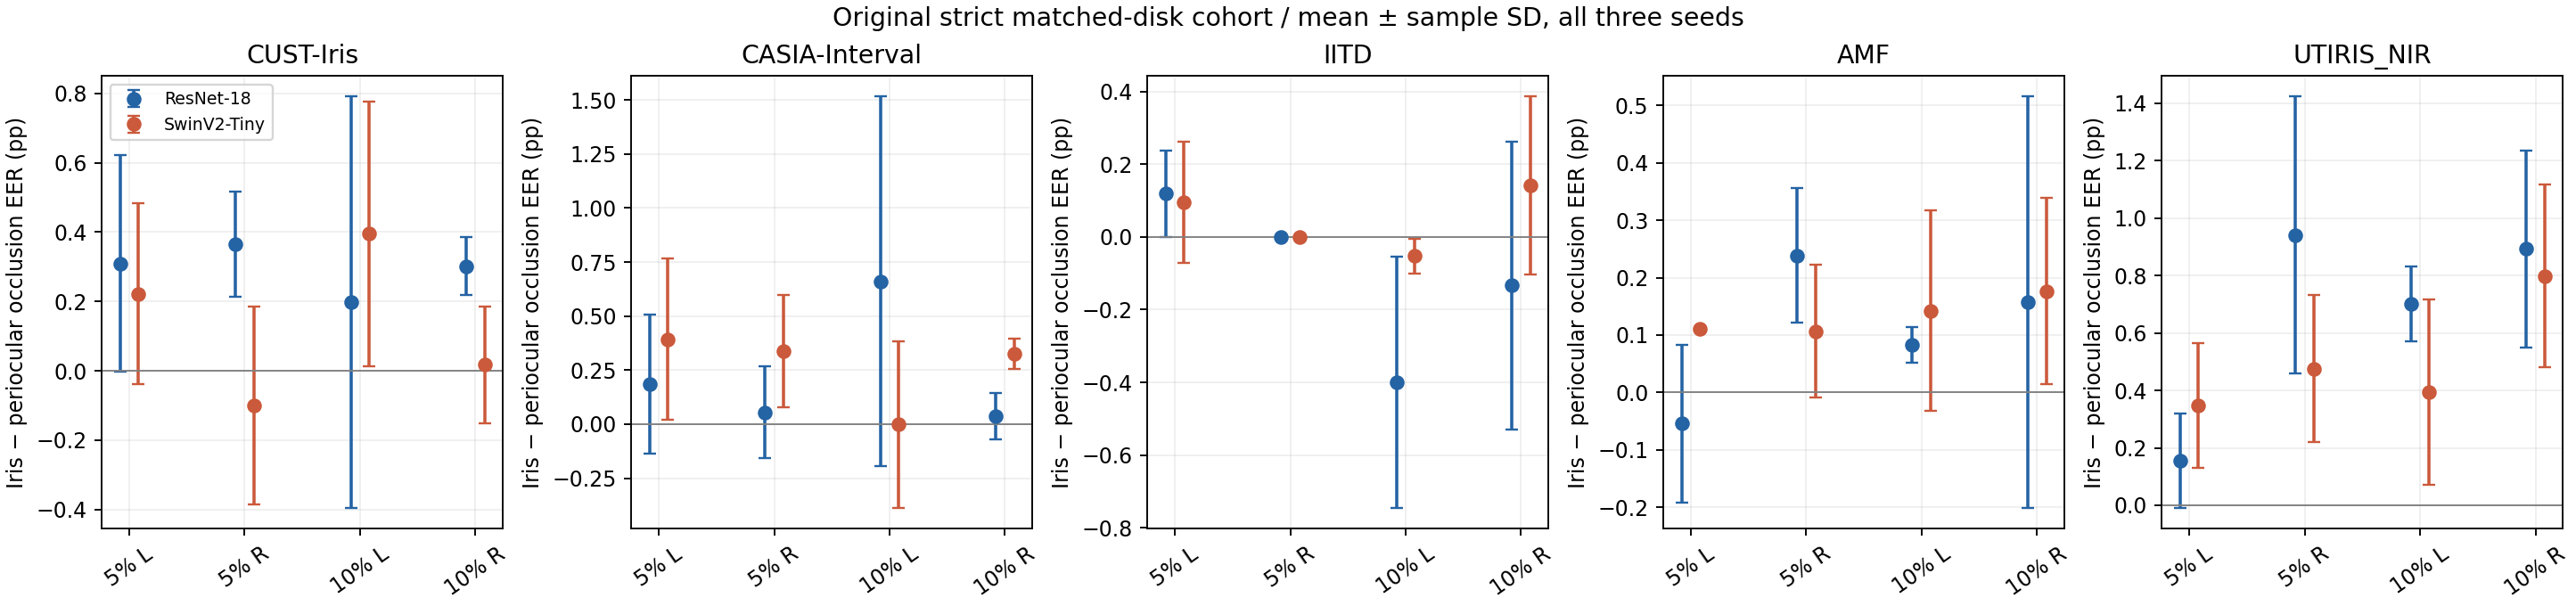 Original strict matched-disk cohort / mean ± sample SD, all three seeds
CUST-Iris
Iris − periocular occlusion EER (pp)
0.8
0.6
0.4
0.2
0.0
−0.2
−0.4
ResNet-18
SwinV2-Tiny
5% L
5% R
10% L
10% R
CASIA-Interval
Iris − periocular occlusion EER (pp)
1.50
1.25
1.00
0.75
0.50
0.25
0.00
−0.25
5% L
5% R
10% L
10% R
IITD
Iris − periocular occlusion EER (pp)
0.4
0.2
0.0
−0.2
−0.4
−0.6
−0.8
5% L
5% R
10% L
10% R
AMF
Iris − periocular occlusion EER (pp)
0.5
0.4
0.3
0.2
0.1
0.0
−0.1
−0.2
5% L
5% R
10% L
10% R
UTIRIS_NIR
Iris − periocular occlusion EER (pp)
1.4
1.2
1.0
0.8
0.6
0.4
0.2
0.0
5% L
5% R
10% L
10% R